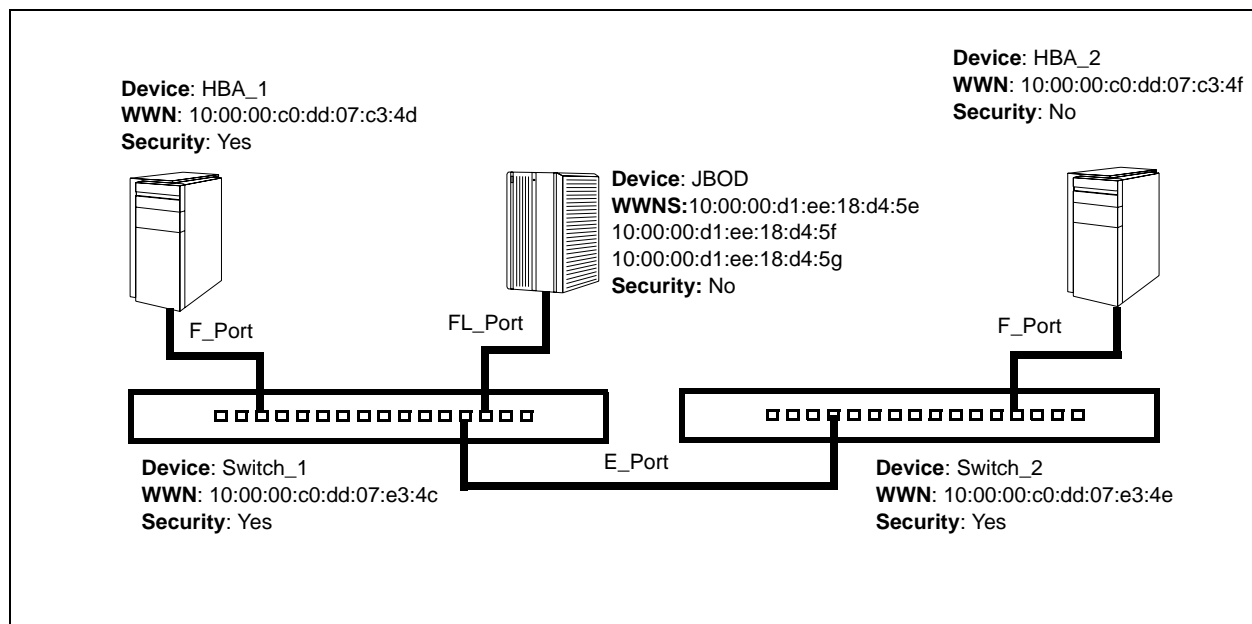 Device: HBA_1
WWN: 10:00:00:c0:dd:07:c3:4d
Security: Yes
Device: HBA_2
WWN: 10:00:00:c0:dd:07:c3:4f
Security: No
Device: JBOD
WWNS:10:00:00:d1:ee:18:d4:5e
10:00:00:d1:ee:18:d4:5f
10:00:00:d1:ee:18:d4:5g
Security: No
F_Port
FL_Port
F_Port
E_Port
Device: Switch_1
WWN: 10:00:00:c0:dd:07:e3:4c
Security: Yes
Device: Switch_2
WWN: 10:00:00:c0:dd:07:e3:4e
Security: Yes